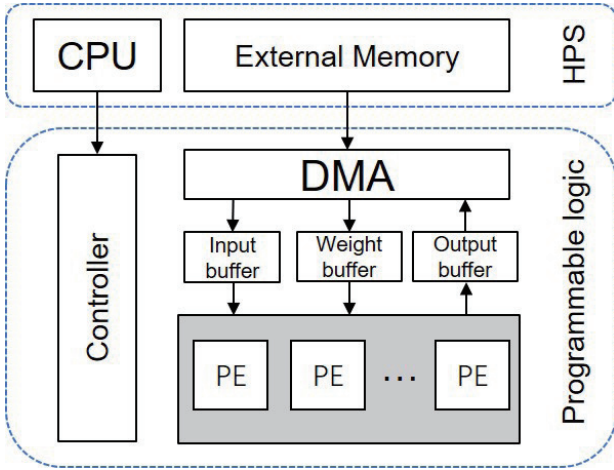 CPU
External Memory
HPS
Controller
DMA
Input
buffer
Weight
buffer
Output
buffer
PE
PE
...
PE
Programmable logic